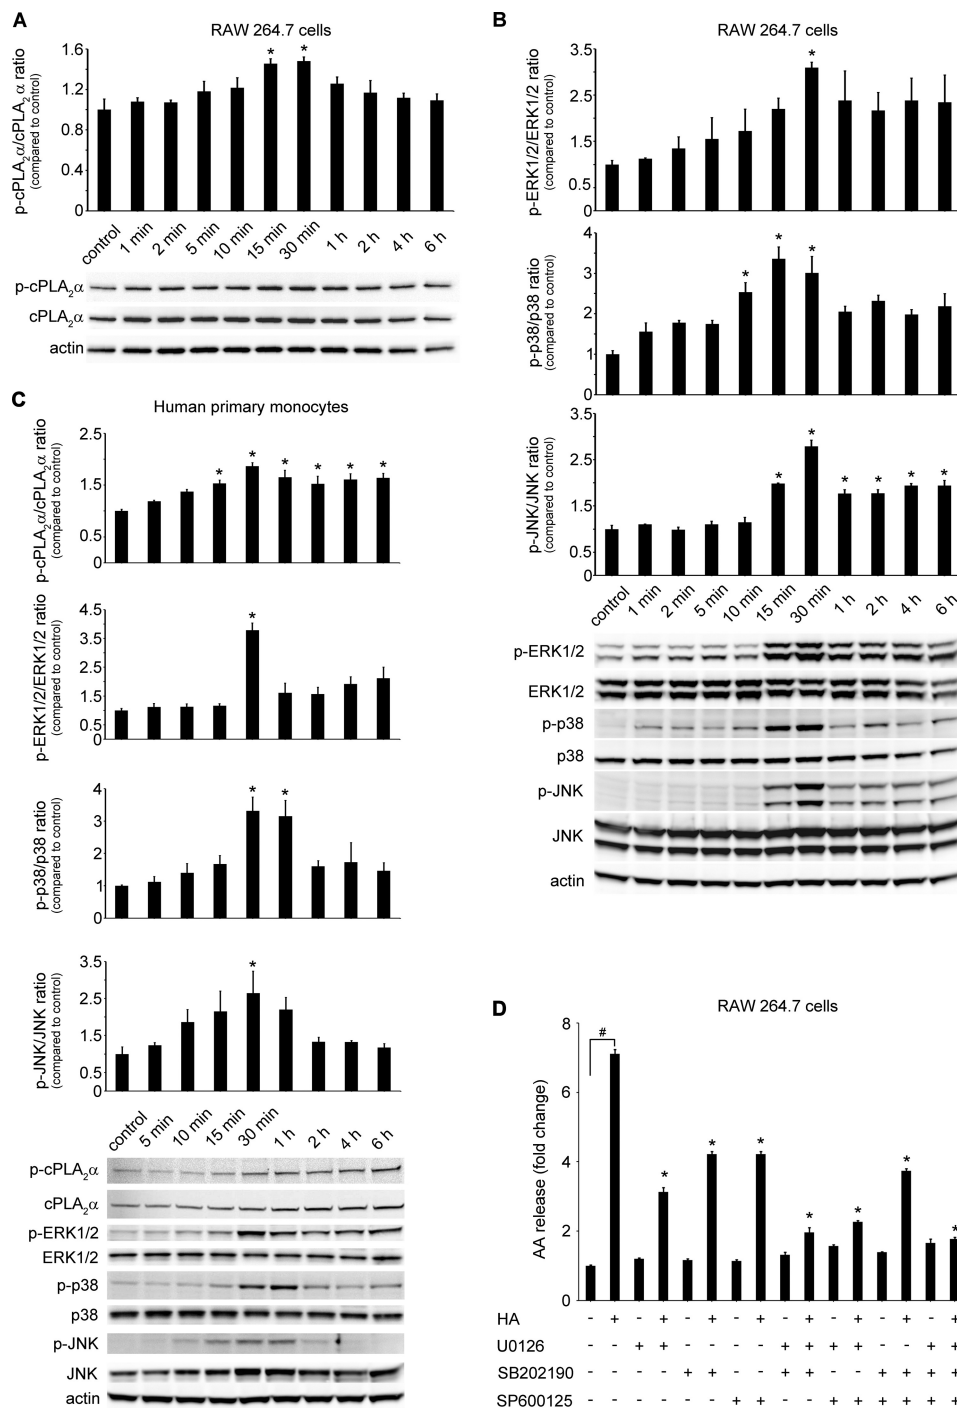 A
RAW 264.7 cells
p-cPLA2α/cPLA2α ratio
(compared to control)
1.6
1.2
1.0
0.4
0
* *
control 1 min 2 min 5 min 10 min 15 min 30 min 1 h 2 h 4 h 6 h
p-cPLA2α
cPLA2α
actin
B
RAW 264.7 cells
p-ERK1/2/ERK1/2 ratio
(compared to control)
3.5
2.5
1.5
0.5
0
*
p-p38/p38 ratio
(compared to control)
4
3
2
1
0
* * *
p-JNK/JNK ratio
(compared to control)
3.5
2.5
1.5
0.5
0
* * * * * *
control 1 min 2 min 5 min 10 min 15 min 30 min 1 h 2 h 4 h 6 h
p-ERK1/2
ERK1/2
p-p38
p38
p-JNK
JNK
actin
C
Human primary monocytes
p-cPLA2α/cPLA2α ratio
(compared to control)
2.5
1.5
0.5
0
* * * * * *
p-ERK1/2/ERK1/2 ratio
(compared to control)
4.5
3.5
2.5
1.5
0.5
0
*
p-p38/p38 ratio
(compared to control)
4
3
2
1
0
* *
p-JNK/JNK ratio
(compared to control)
3.5
2.5
1.5
0.5
0
*
control 5 min 10 min 15 min 30 min 1 h 2 h 4 h 6 h
p-cPLA2α
cPLA2α
p-ERK1/2
ERK1/2
p-p38
p38
p-JNK
JNK
actin
D
RAW 264.7 cells
AA release (fold change)
8
6
4
2
0
#
* * * * * * *
HA - + - + - + - + - + - + - + - +
U0126 - - + + - - - - + + + + - - + +
SB202190 - - - - + + - - + + - - + + + +
SP600125 - - - - - - + + - - + + + + + +